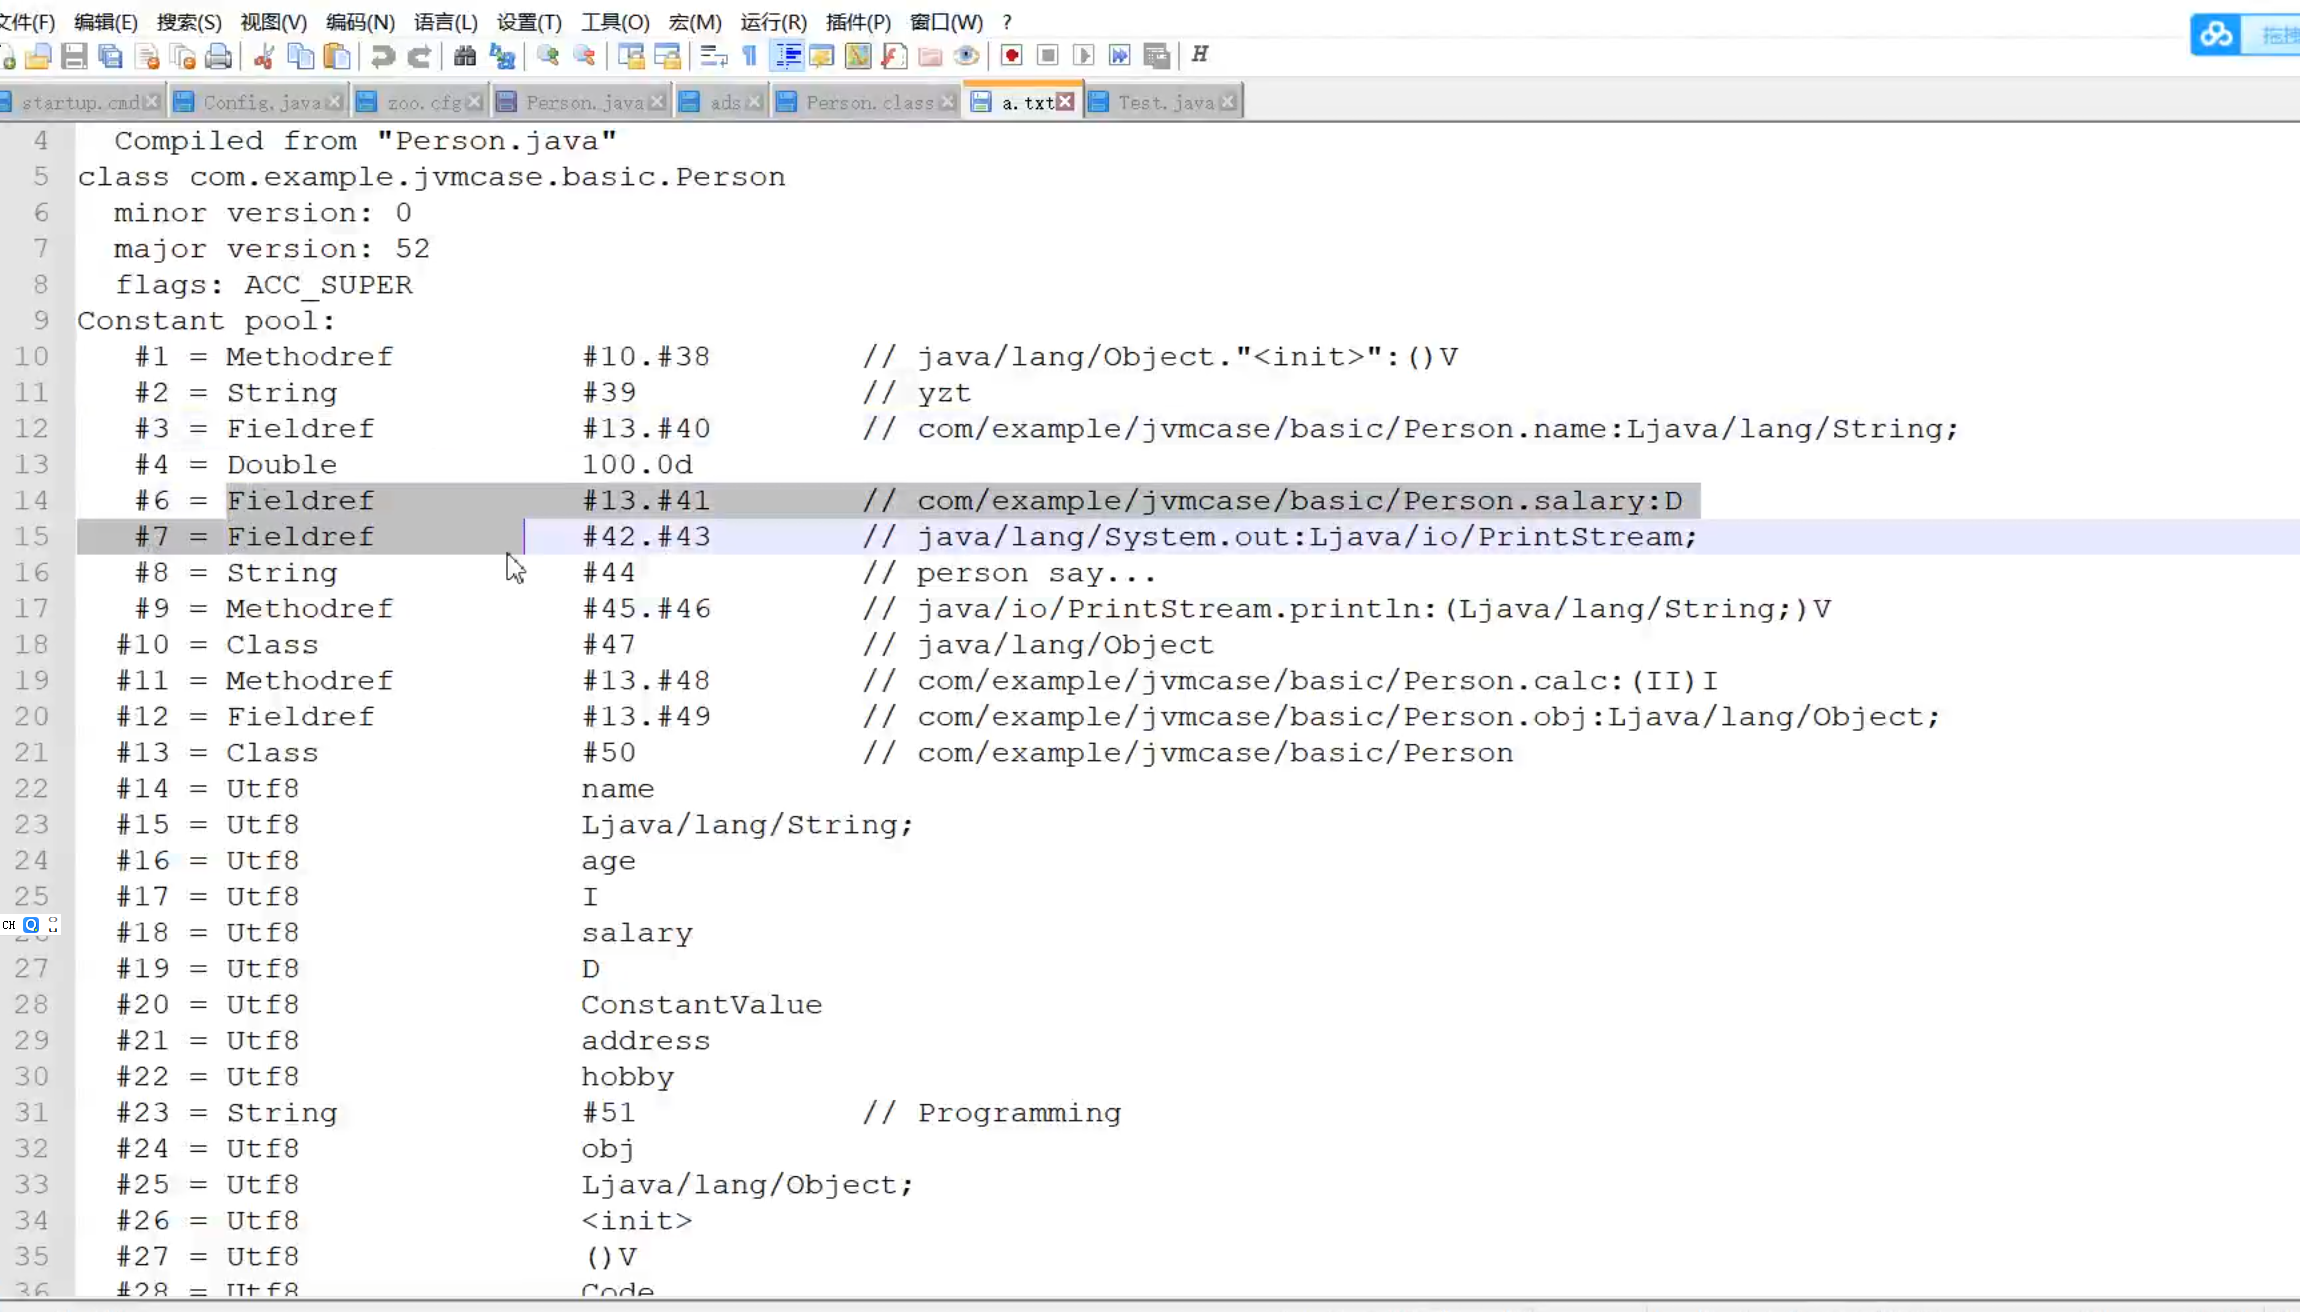 文件(F) 编辑(E) 搜索(S) 视图(V) 编码(N) 语言(L) 设置(T) 工具(O) 宏(M) 运行(R) 插件(P) 窗口(W) ?
H
拖拽
startup.cmd Config.java zoo.cfg Person.java ads Person.class a.txt Test.java
4 Compiled from "Person.java"
5 class com.example.jvmcase.basic.Person
6 minor version: 0
7 major version: 52
8 flags: ACC_SUPER
9 Constant pool:
10 #1 = Methodref #10.#38 // java/lang/Object."<init>":()V
11 #2 = String #39 // yzt
12 #3 = Fieldref #13.#40 // com/example/jvmcase/basic/Person.name:Ljava/lang/String;
13 #4 = Double 100.0d
14 #6 = Fieldref #13.#41 // com/example/jvmcase/basic/Person.salary:D
15 #7 = Fieldref #42.#43 // java/lang/System.out:Ljava/io/PrintStream;
16 #8 = String #44 // person say...
17 #9 = Methodref #45.#46 // java/io/PrintStream.println:(Ljava/lang/String;)V
18 #10 = Class #47 // java/lang/Object
19 #11 = Methodref #13.#48 // com/example/jvmcase/basic/Person.calc:(II)I
20 #12 = Fieldref #13.#49 // com/example/jvmcase/basic/Person.obj:Ljava/lang/Object;
21 #13 = Class #50 // com/example/jvmcase/basic/Person
22 #14 = Utf8 name
23 #15 = Utf8 Ljava/lang/String;
24 #16 = Utf8 age
25 #17 = Utf8 I
CH
26 #18 = Utf8 salary
27 #19 = Utf8 D
28 #20 = Utf8 ConstantValue
29 #21 = Utf8 address
30 #22 = Utf8 hobby
31 #23 = String #51 // Programming
32 #24 = Utf8 obj
33 #25 = Utf8 Ljava/lang/Object;
34 #26 = Utf8 <init>
35 #27 = Utf8 ()V
36 #28 = Utf8 Code